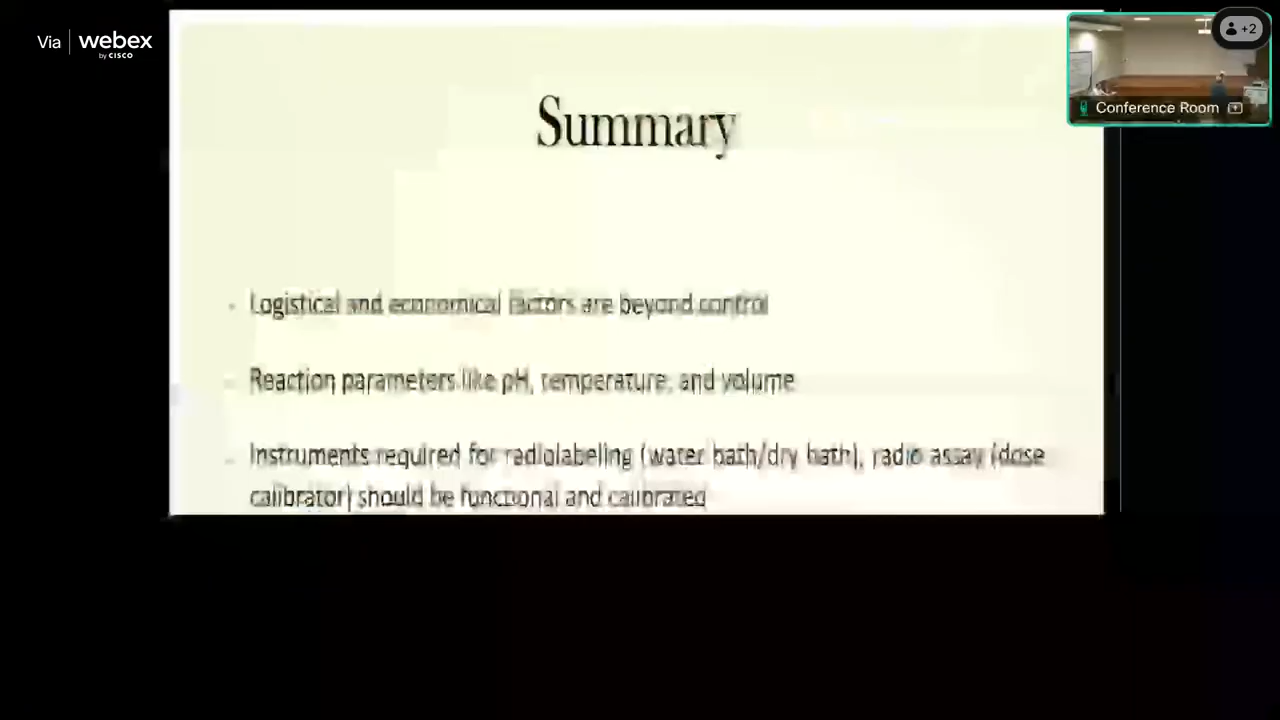 Via webex
by CISCO
+2
Conference Room
Summary
Logistical and economical factors are beyond control
Reaction parameters like pH, temperature, and volume
Instruments required for radiolabeling (water bath/dry bath), radio assay (dose
calibrator) should be functional and calibrated